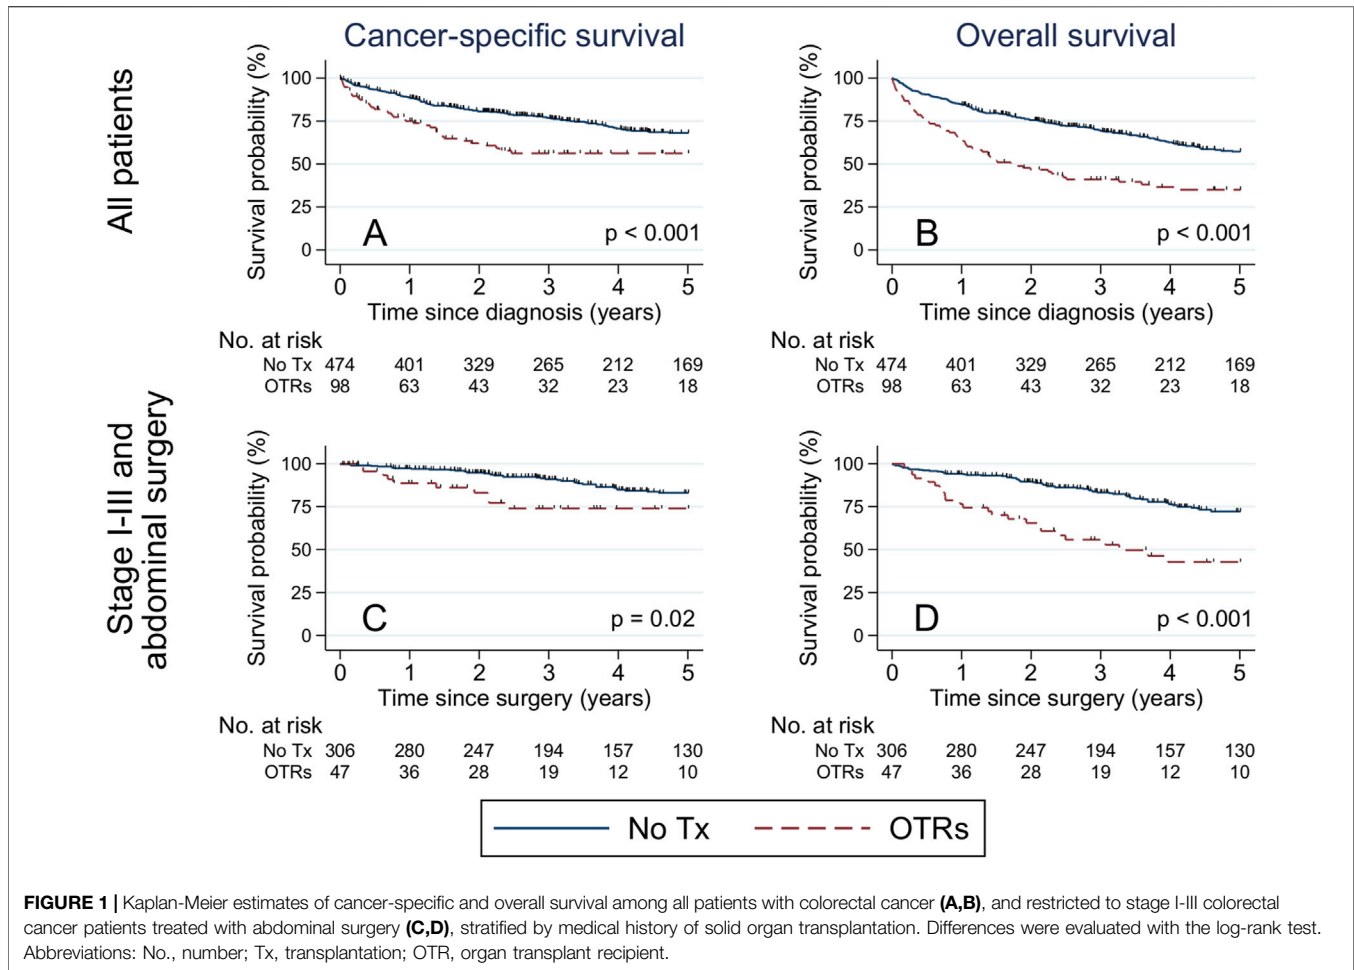 Cancer-specific survival
Overall survival
All patients
Survival probability (%)
100
75
50
25
0
A
p < 0.001
0 1 2 3 4 5
Time since diagnosis (years)
No. at risk
No Tx 474 401 329 265 212 169
OTRs 98 63 43 32 23 18
Survival probability (%)
100
75
50
25
0
B
p < 0.001
0 1 2 3 4 5
Time since diagnosis (years)
No. at risk
No Tx 474 401 329 265 212 169
OTRs 98 63 43 32 23 18
Stage I-III and
abdominal surgery
Survival probability (%)
100
75
50
25
0
C
p = 0.02
0 1 2 3 4 5
Time since surgery (years)
No. at risk
No Tx 306 280 247 194 157 130
OTRs 47 36 28 19 12 10
Survival probability (%)
100
75
50
25
0
D
p < 0.001
0 1 2 3 4 5
Time since surgery (years)
No. at risk
No Tx 306 280 247 194 157 130
OTRs 47 36 28 19 12 10
No Tx OTRs
FIGURE 1 | Kaplan-Meier estimates of cancer-specific and overall survival among all patients with colorectal cancer (A,B), and restricted to stage I-III colorectal
cancer patients treated with abdominal surgery (C,D), stratified by medical history of solid organ transplantation. Differences were evaluated with the log-rank test.
Abbreviations: No., number; Tx, transplantation; OTR, organ transplant recipient.